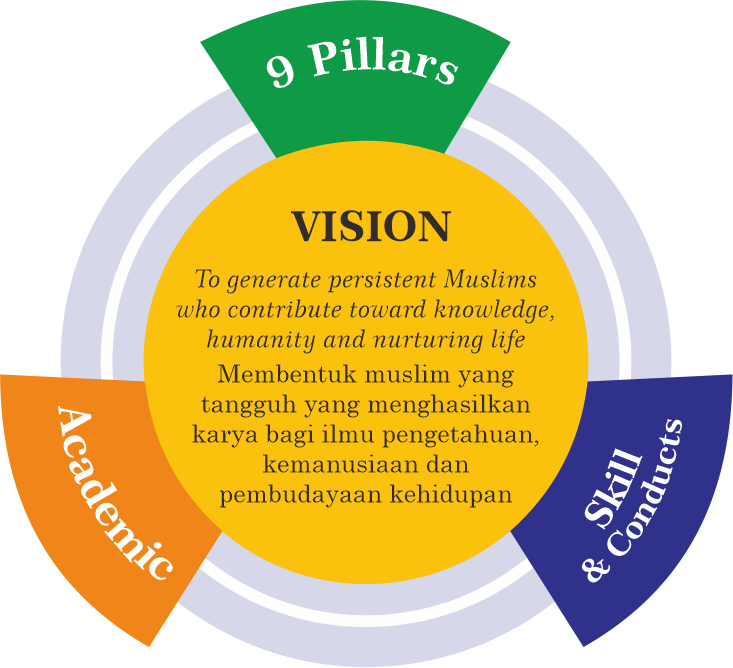 9 Pillars
VISION
To generate persistent Muslims
who contribute toward knowledge,
humanity and nurturing life
Membentuk muslim yang
tangguh yang menghasilkan
karya bagi ilmu pengetahuan,
kemanusiaan dan
pembudayaan kehidupan
Academic
Skill
& Conducts